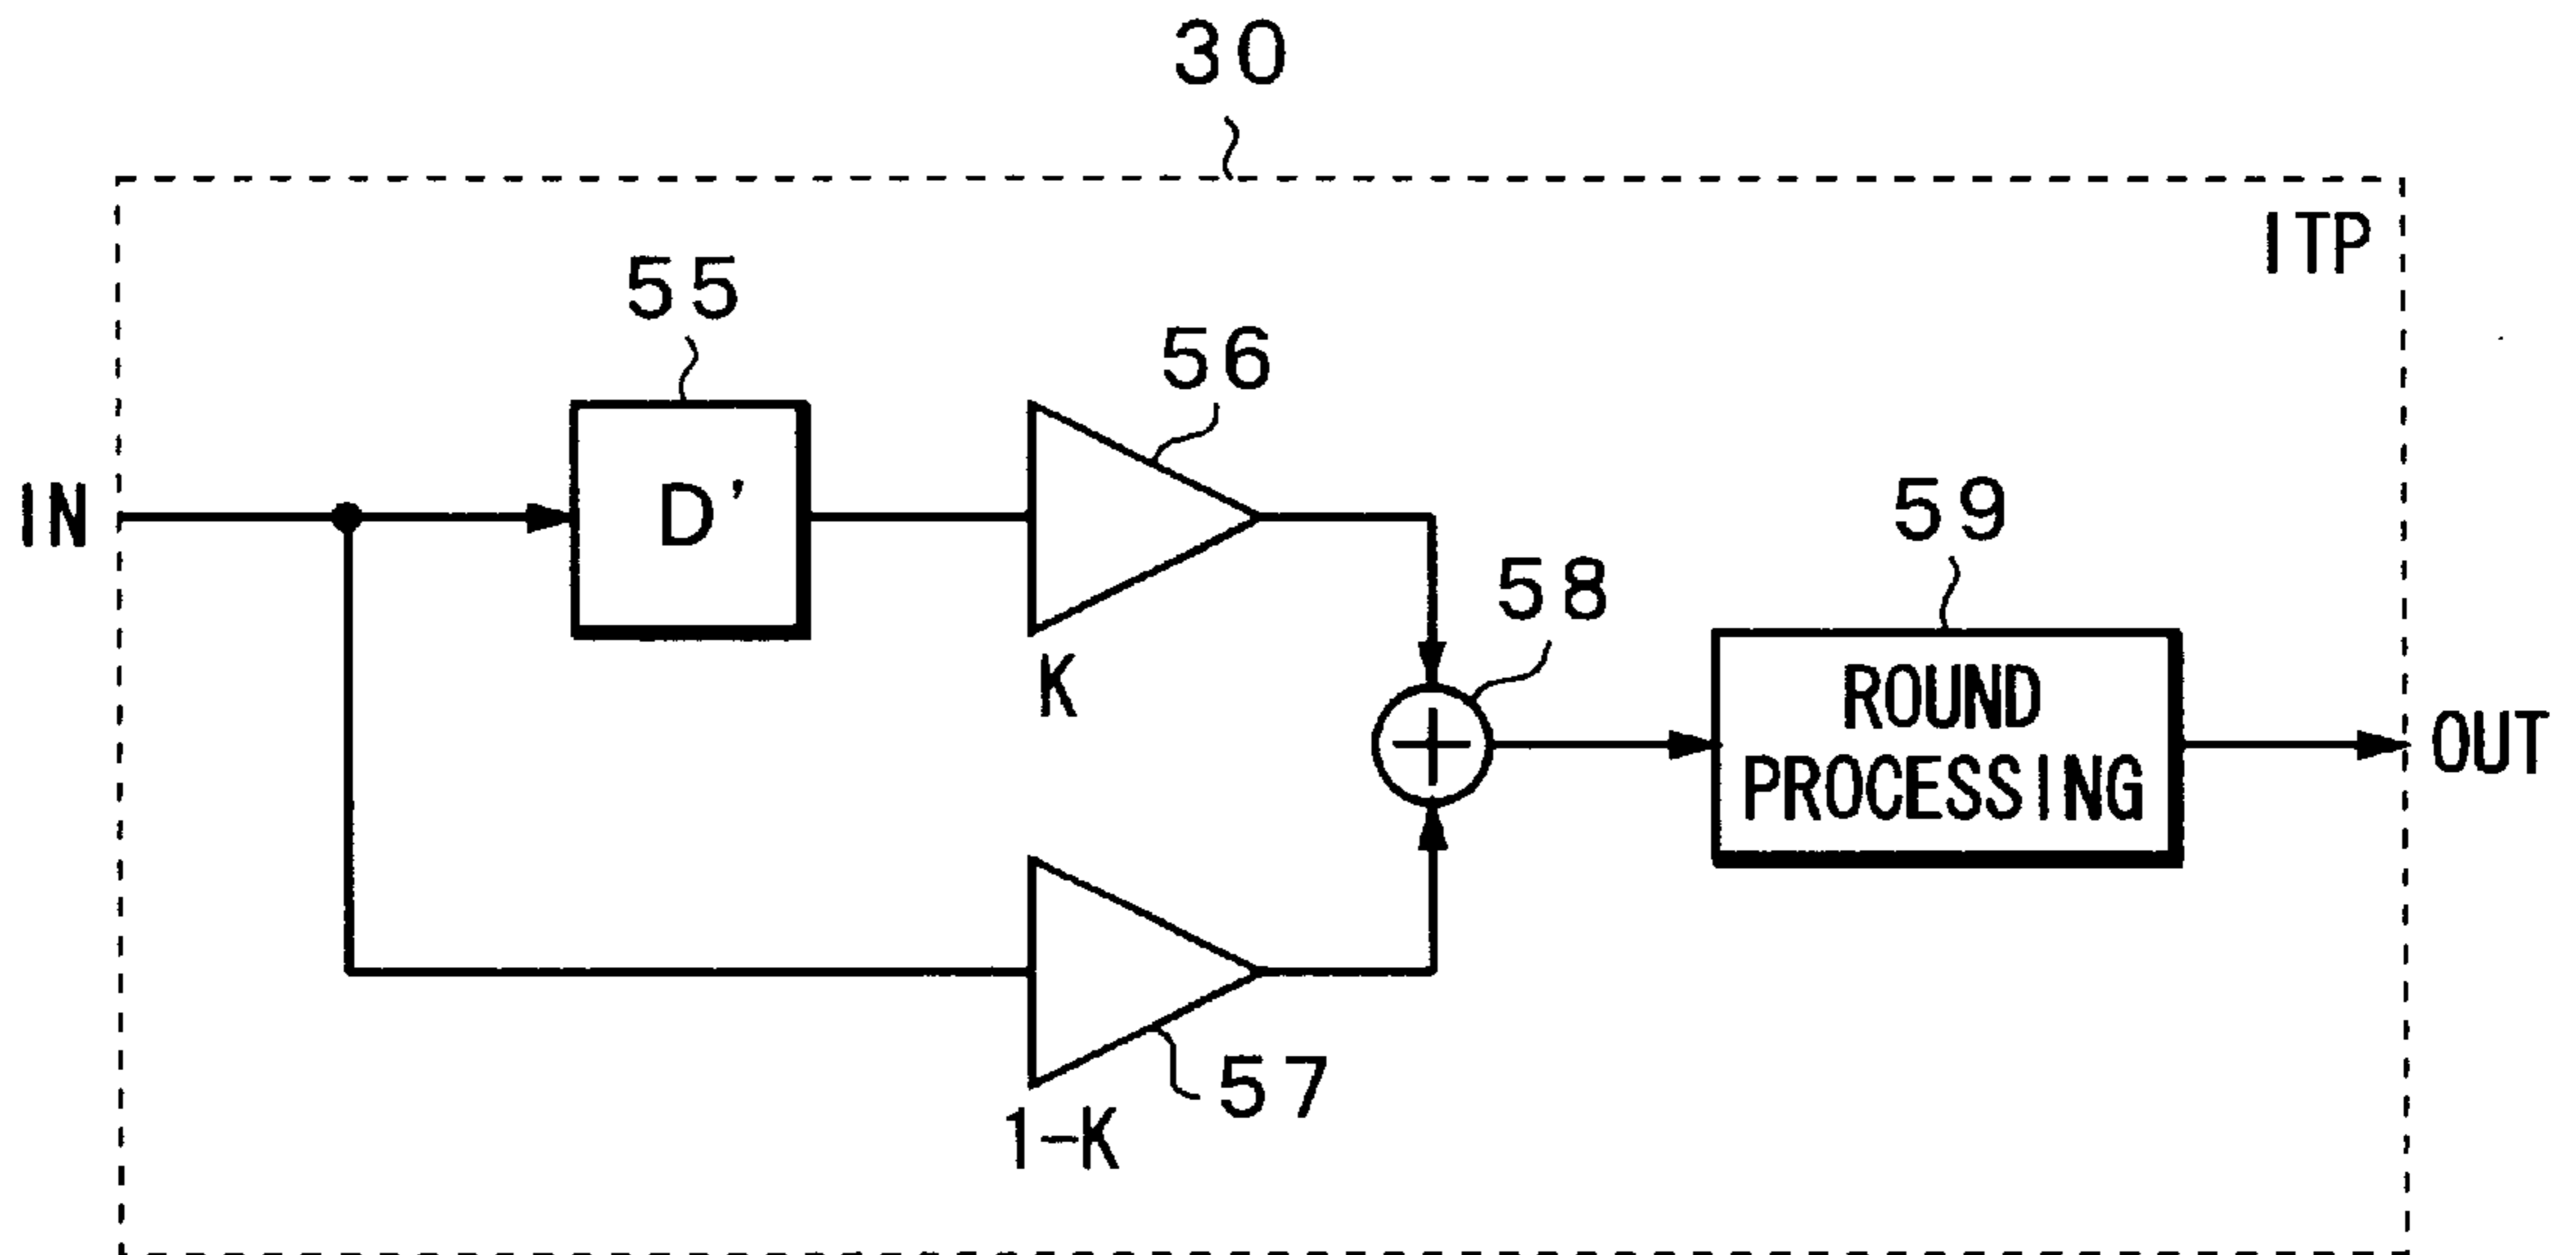 30
ITP
55
56
IN
D'
K
58
59
ROUND
PROCESSING
OUT
57
1-K